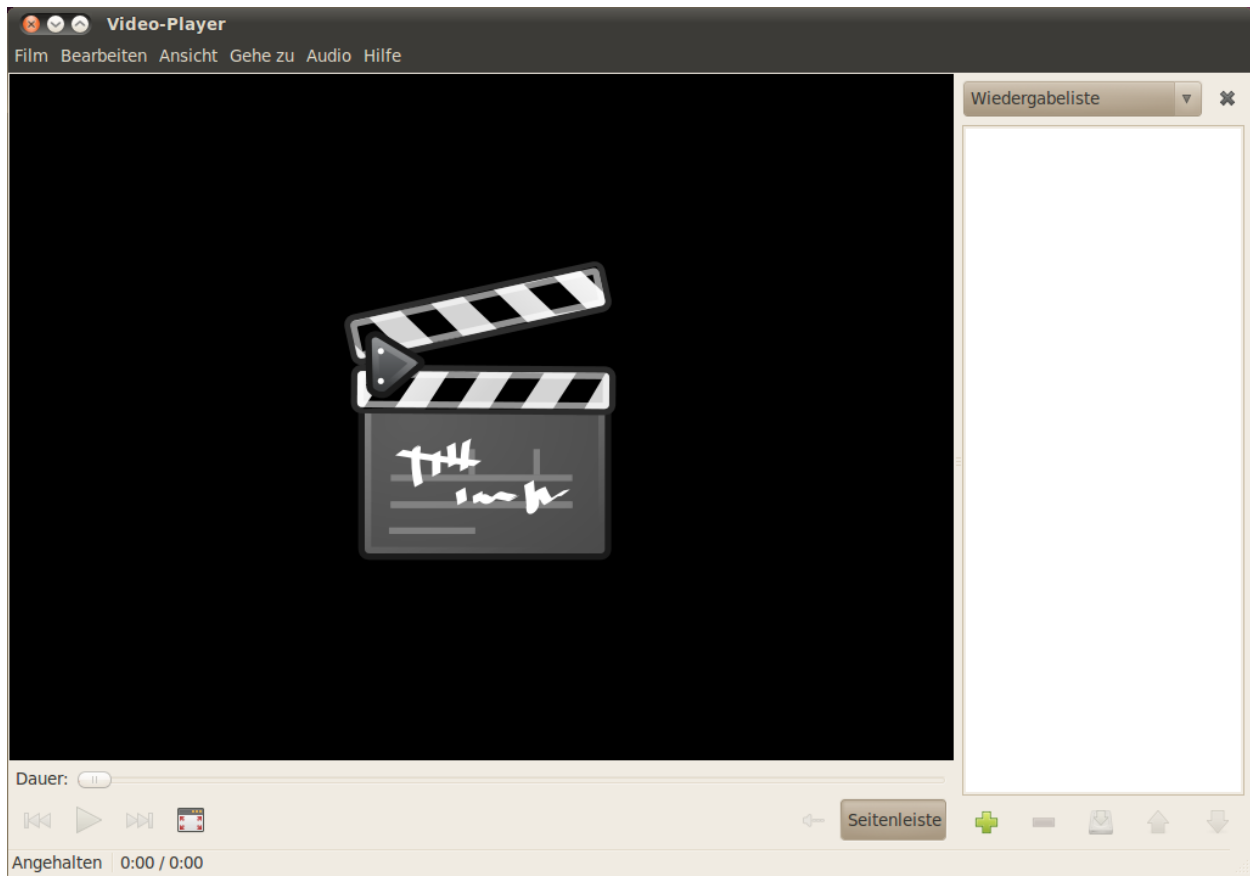 Video-Player
Film Bearbeiten Ansicht Gehe zu Audio Hilfe
Wiedergabeliste
Dauer:
Seitenleiste
Angehalten 0:00 / 0:00